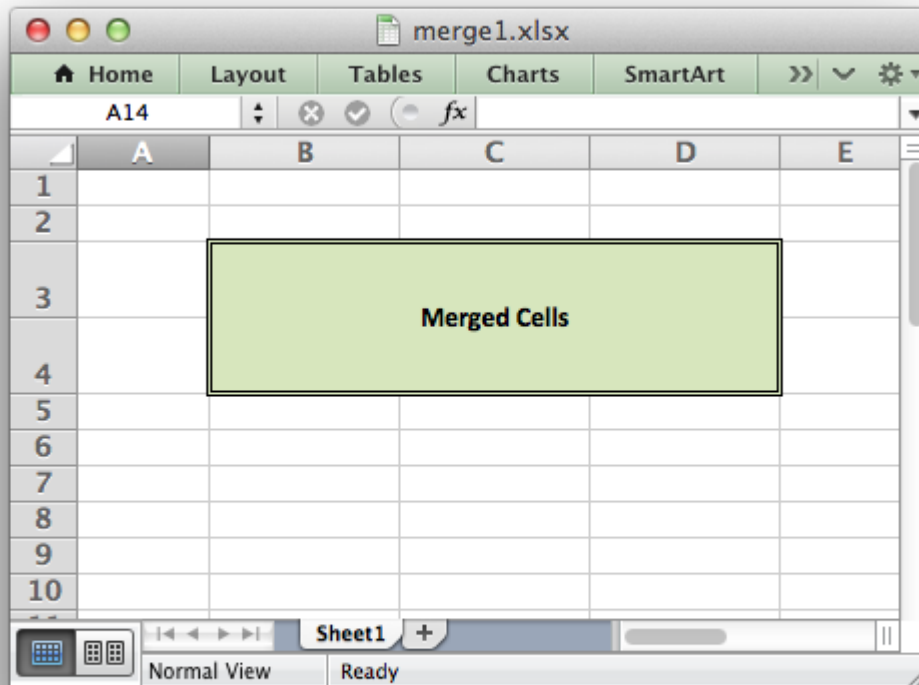 merge1.xlsx
Home Layout Tables Charts SmartArt
A14 fx
A B C D E
1
2
3
Merged Cells
4
5
6
7
8
9
10
Sheet1 +
Normal View Ready